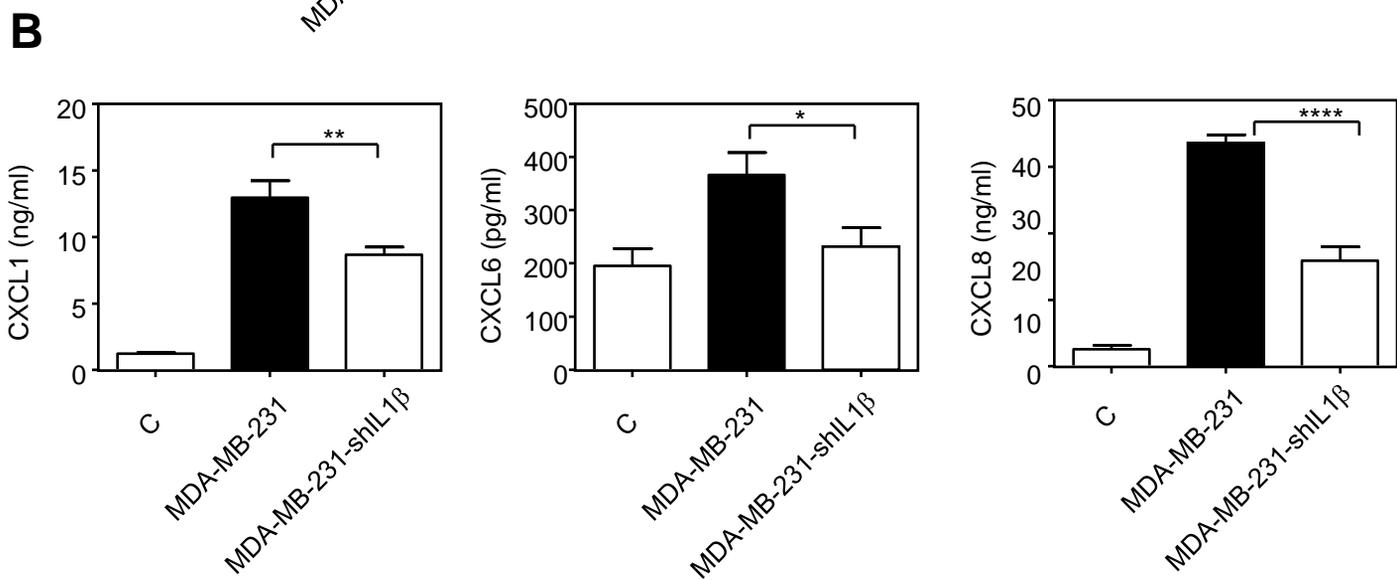 MDA
B
CXCL1 (ng/ml)
20
15
10
5
0
**
C
MDA-MB-231
MDA-MB-231-shIL1β
CXCL6 (pg/ml)
500
400
300
200
100
0
*
C
MDA-MB-231
MDA-MB-231-shIL1β
CXCL8 (ng/ml)
50
40
30
20
10
0
****
C
MDA-MB-231
MDA-MB-231-shIL1β